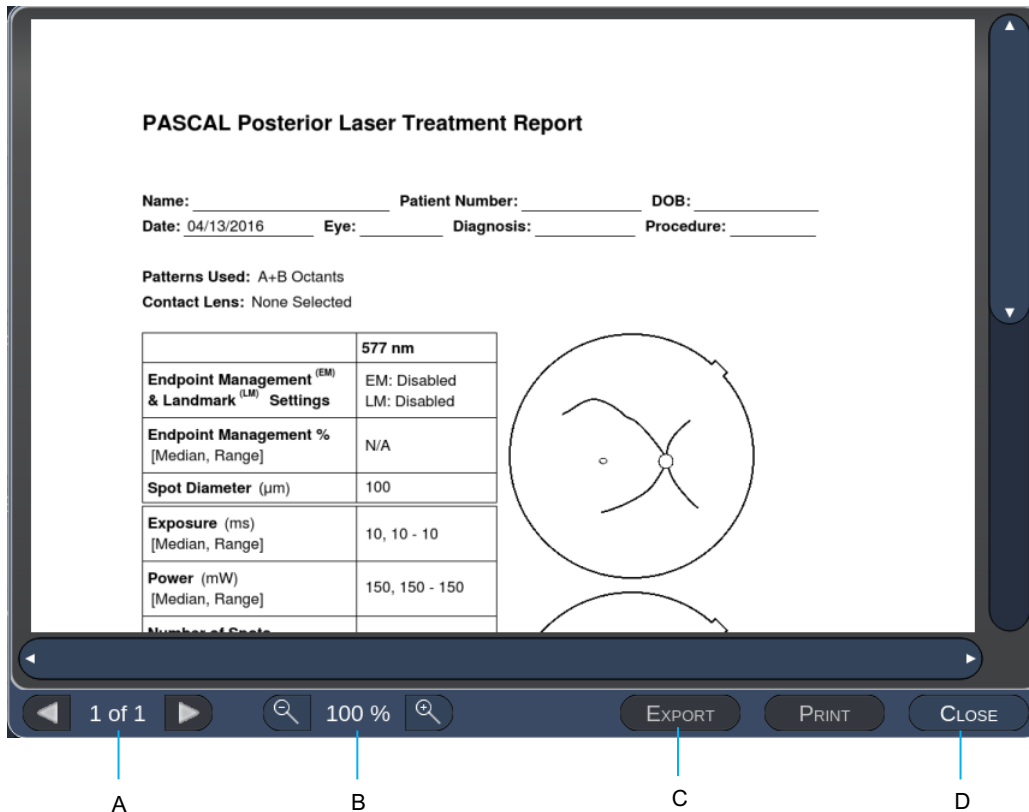 PASCAL Posterior Laser Treatment Report
Name: Patient Number: DOB:
Date: 04/13/2016 Eye: Diagnosis: Procedure:
Patterns Used: A+B Octants
Contact Lens: None Selected
577 nm
Endpoint Management (EM)
& Landmark (LM) Settings
EM: Disabled
LM: Disabled
Endpoint Management %
[Median, Range]
N/A
Spot Diameter (µm) 100
Exposure (ms)
[Median, Range]
10, 10 - 10
Power (mW)
[Median, Range]
150, 150 - 150
Number of Spots
1 of 1 100 % EXPORT PRINT CLOSE
A B C D